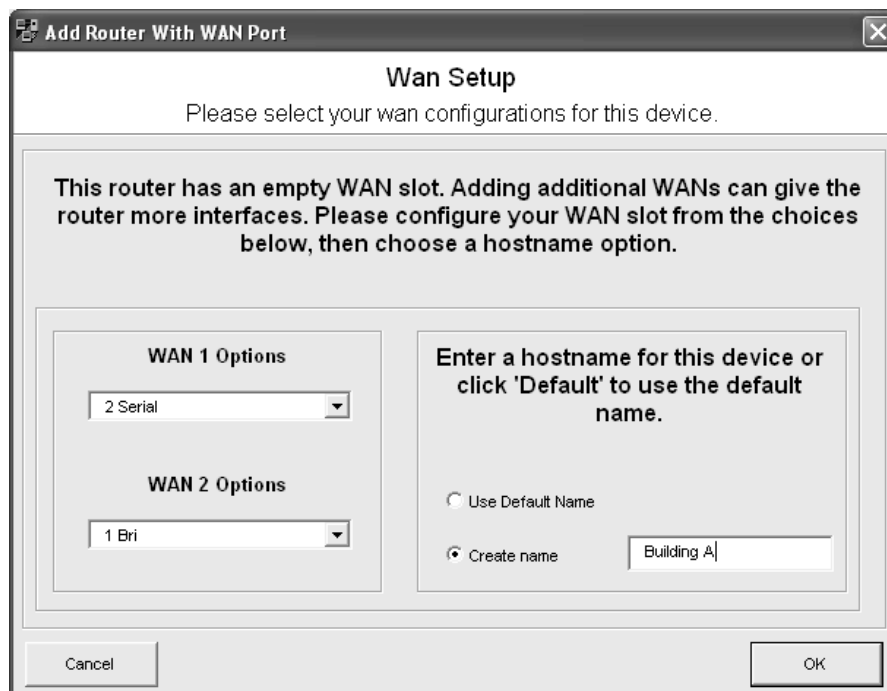 Add Router With WAN Port
Wan Setup
Please select your wan configurations for this device.
This router has an empty WAN slot. Adding additional WANs can give the
router more interfaces. Please configure your WAN slot from the choices
below, then choose a hostname option.
WAN 1 Options
2 Serial
WAN 2 Options
1 Bri
Enter a hostname for this device or
click 'Default' to use the default
name.
Use Default Name
Create name
Building A
Cancel
OK